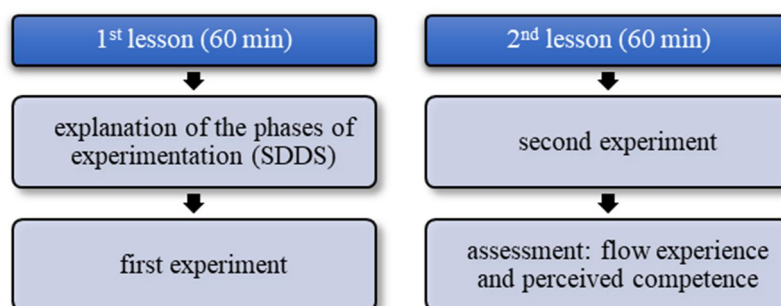 1st lesson (60 min)
explanation of the phases of
experimentation (SDDS)
first experiment
2nd lesson (60 min)
second experiment
assessment: flow experience
and perceived competence